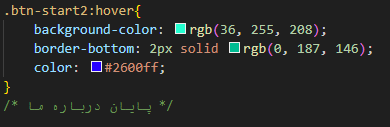 .btn-start2:hover{
background-color: rgb(36, 255, 208);
border-bottom: 2px solid rgb(0, 187, 146);
color: #2600ff;
}
/* پایان درباره ما */